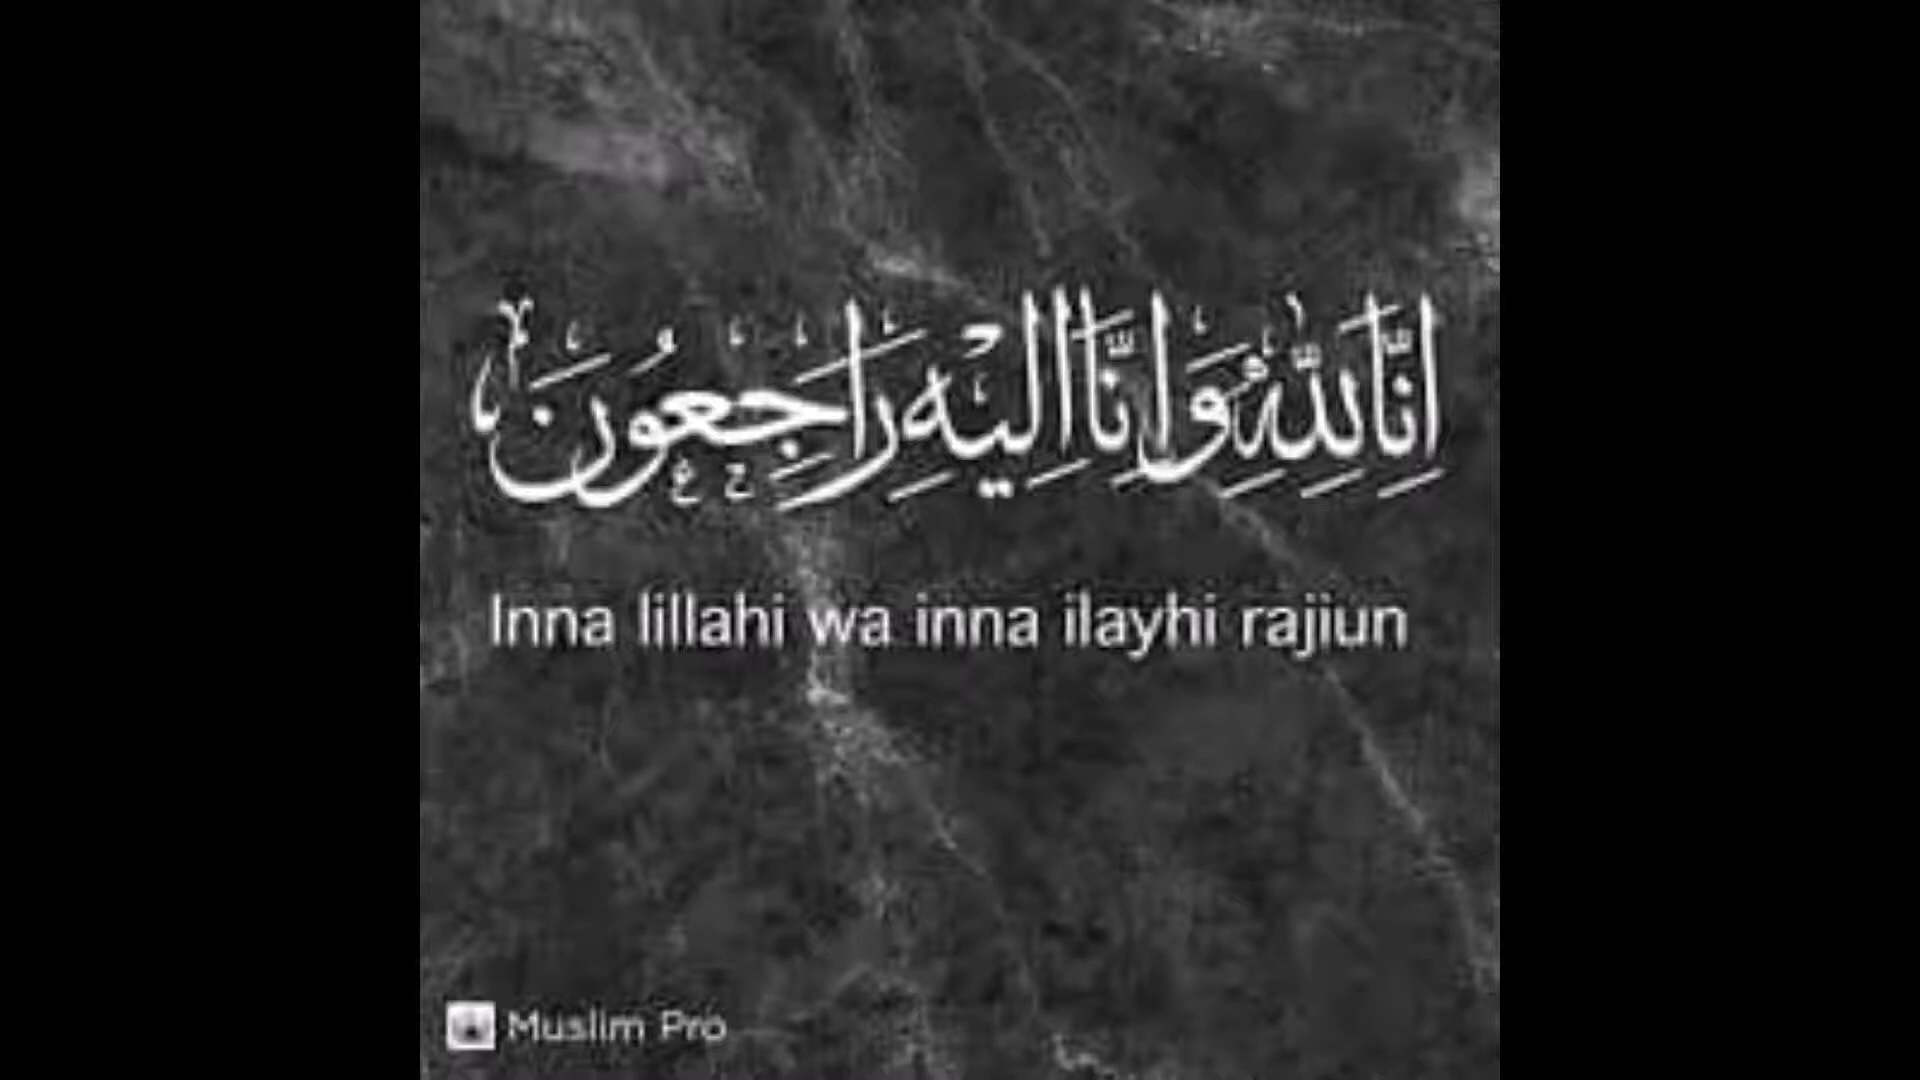 اِنَّا لِلّٰهِ وَاِنَّا اِلَيْهِ رَاجِعُونَ
Inna lillahi wa inna ilayhi rajiun
Muslim Pro